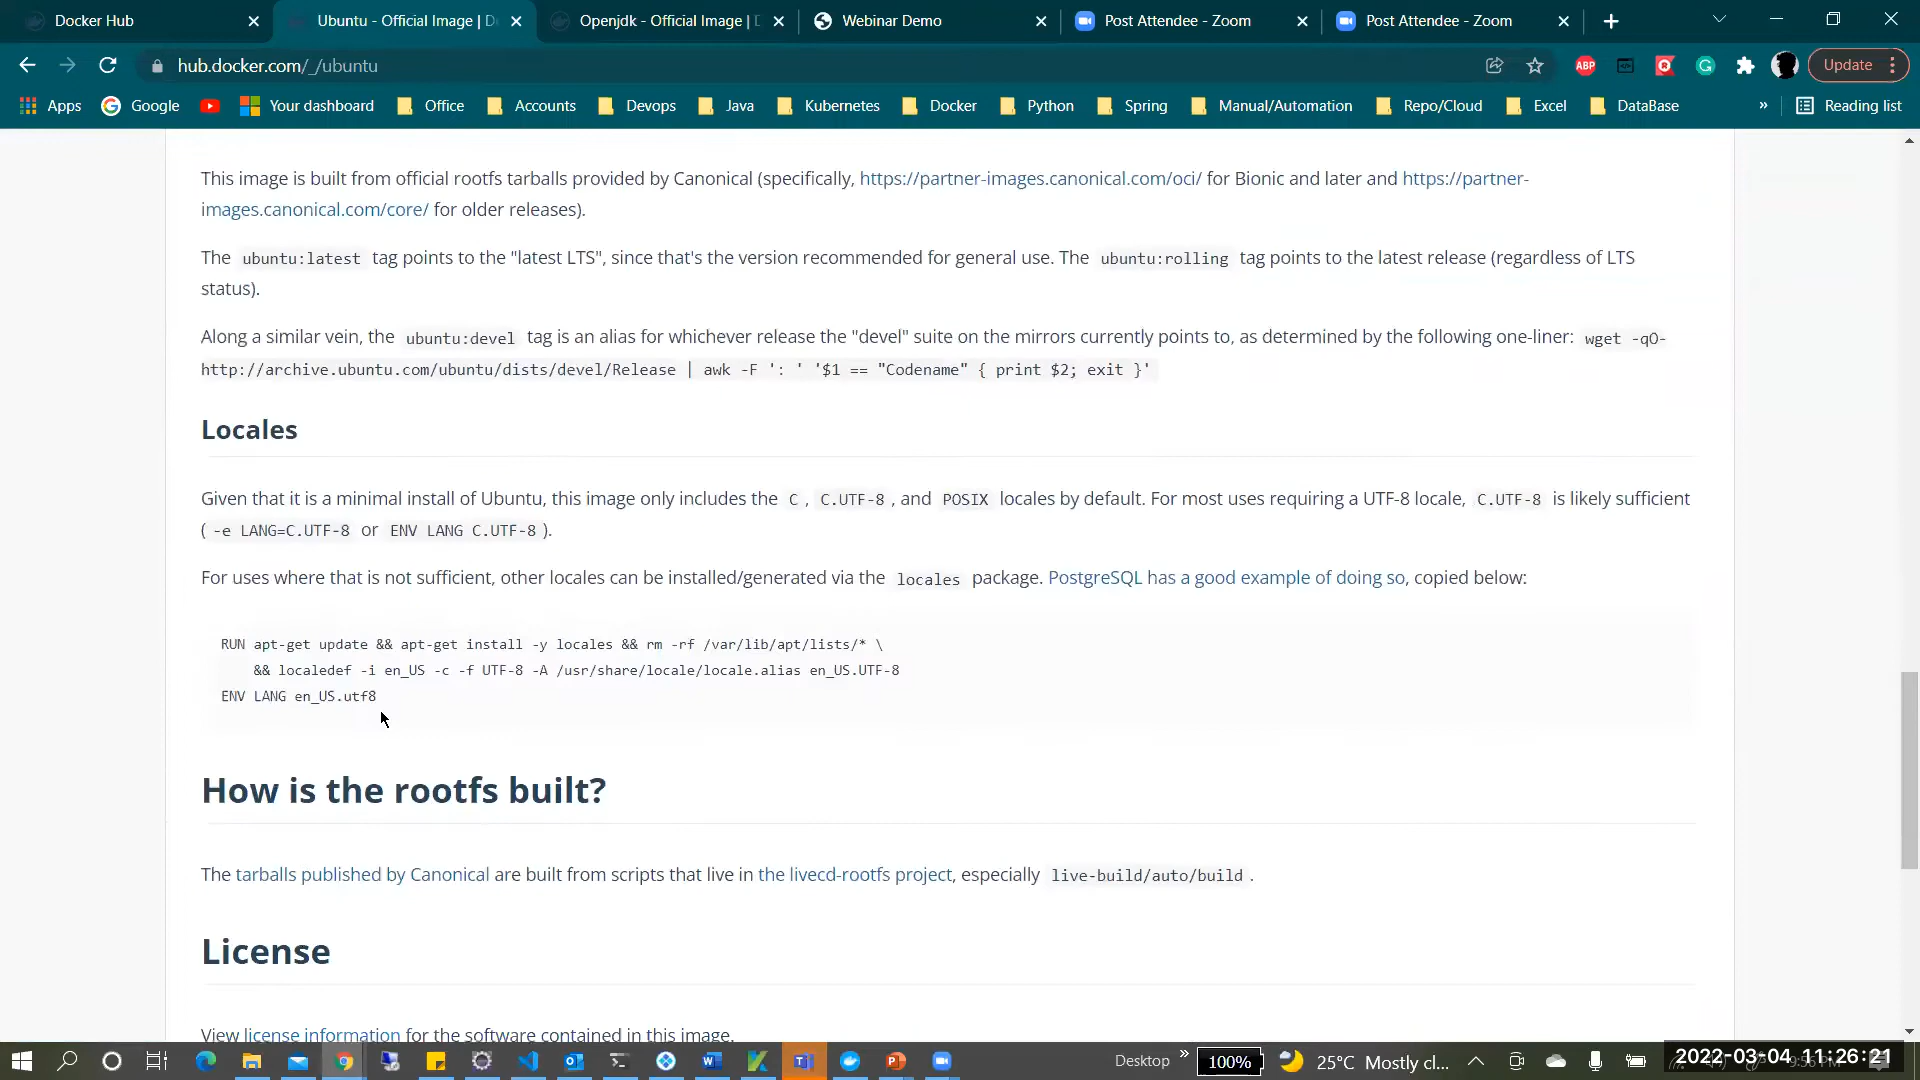 Docker Hub
Ubuntu - Official Image | D
Openjdk - Official Image | D
Webinar Demo
Post Attendee - Zoom
Post Attendee - Zoom
hub.docker.com/_/ubuntu
ABP
Update
Apps
Google
Your dashboard
Office
Accounts
Devops
Java
Kubernetes
Docker
Python
Spring
Manual/Automation
Repo/Cloud
Excel
DataBase
»
Reading list
This image is built from official rootfs tarballs provided by Canonical (specifically, https://partner-images.canonical.com/oci/ for Bionic and later and https://partner-
images.canonical.com/core/ for older releases).
The ubuntu:latest tag points to the "latest LTS", since that's the version recommended for general use. The ubuntu:rolling tag points to the latest release (regardless of LTS
status).
Along a similar vein, the ubuntu:devel tag is an alias for whichever release the "devel" suite on the mirrors currently points to, as determined by the following one-liner: wget -qO-
http://archive.ubuntu.com/ubuntu/dists/devel/Release | awk -F ': ' '$1 == "Codename" { print $2; exit }'
Locales
Given that it is a minimal install of Ubuntu, this image only includes the C , C.UTF-8 , and POSIX locales by default. For most uses requiring a UTF-8 locale, C.UTF-8 is likely sufficient
( -e LANG=C.UTF-8 or ENV LANG C.UTF-8 ).
For uses where that is not sufficient, other locales can be installed/generated via the locales package. PostgreSQL has a good example of doing so, copied below:
RUN apt-get update && apt-get install -y locales && rm -rf /var/lib/apt/lists/* \
&& localedef -i en_US -c -f UTF-8 -A /usr/share/locale/locale.alias en_US.UTF-8
ENV LANG en_US.utf8
How is the rootfs built?
The tarballs published by Canonical are built from scripts that live in the livecd-rootfs project, especially live-build/auto/build .
License
View license information for the software contained in this image.
Desktop
»
100%
25°C Mostly cl...
2022-03-04 11:26:21